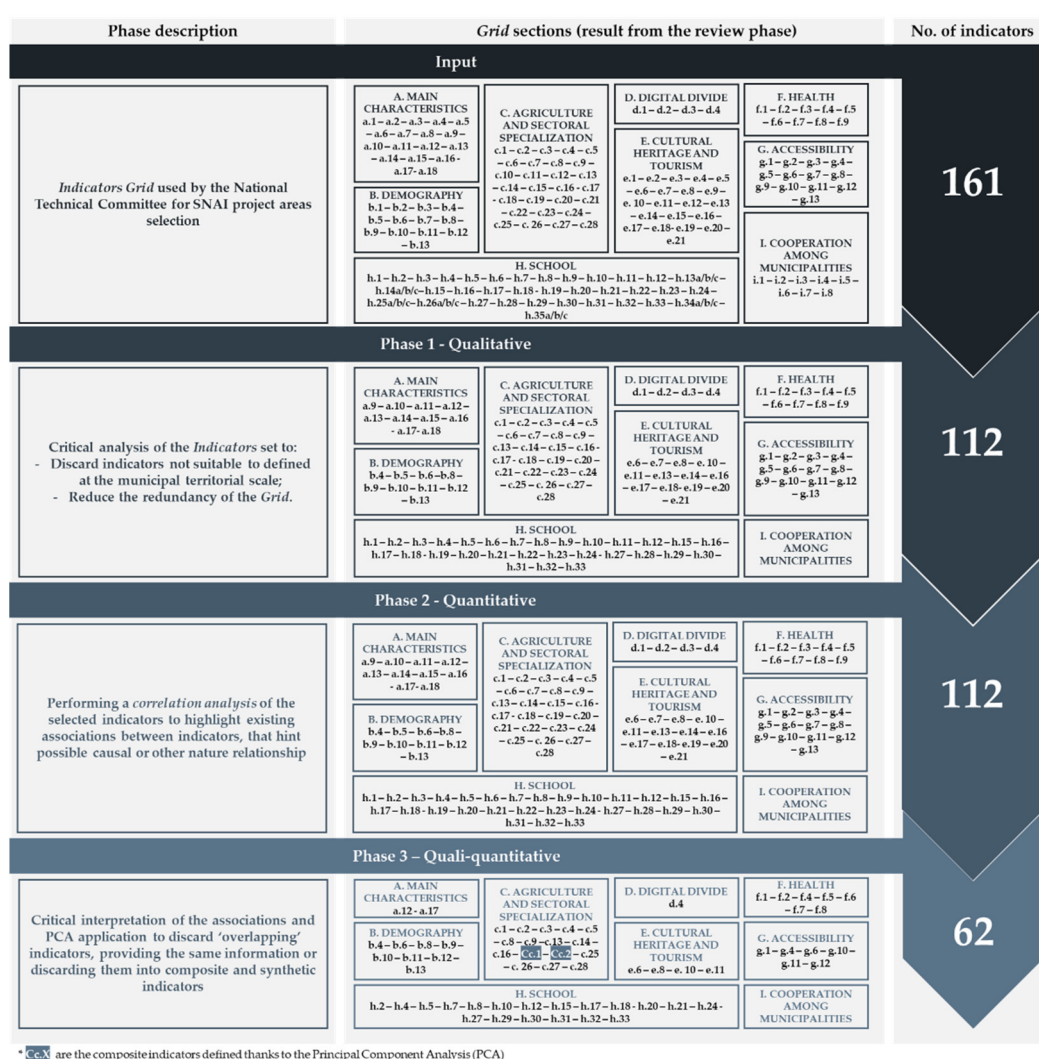 Phase description
Grid sections (result from the review phase)
No. of indicators
Input
Indicators Grid used by the National
Technical Committee for SNAI project areas
selection
A. MAIN
CHARACTERISTICS
a.1 – a.2 – a.3 – a.4 – a.5
– a.6 – a.7 – a.8 – a.9 –
a.10 – a.11 – a.12 – a.13
– a.14 – a.15 – a.16 -
a.17- a.18
B. DEMOGRAPHY
b.1 – b.2 – b.3 – b.4 –
b.5 – b.6 – b.7 – b.8 –
b.9 – b.10 – b.11 – b.12
– b.13
C. AGRICULTURE
AND SECTORAL
SPECIALIZATION
c.1 – c.2 – c.3 – c.4 – c.5
– c.6 – c.7 – c.8 – c.9 –
c.10 – c.11 – c.12 – c.13
– c.14 – c.15 – c.16 - c.17
- c.18 – c.19 – c.20 – c.21
– c.22 – c.23 – c.24 –
c.25 – c. 26 – c.27 – c.28
D. DIGITAL DIVIDE
d.1 – d.2 – d.3 – d.4
E. CULTURAL
HERITAGE AND
TOURISM
e.1 – e.2 – e.3 – e.4 – e.5
– e.6 – e.7 – e.8 – e.9 –
e. 10 – e.11 – e.12 – e.13
– e.14 – e.15 – e.16 –
e.17 – e.18- e.19 – e.20 –
e.21
F. HEALTH
f.1 – f.2 – f.3 – f.4 – f.5
– f.6 – f.7 – f.8 – f.9
G. ACCESSIBILITY
g.1 – g.2 – g.3 – g.4 –
g.5 – g.6 – g.7 – g.8 –
g.9 – g.10 – g.11 – g.12
– g.13
H. SCHOOL
h.1 – h.2 – h.3 – h.4 – h.5 – h.6 – h.7 – h.8 – h.9 – h.10 – h.11 – h.12 – h.13a/b/c –
h.14a/b/c – h.15 – h.16 – h.17 – h.18 - h.19 – h.20 – h.21 – h.22 – h.23 – h.24 –
h.25a/b/c – h.26a/b/c – h.27 – h.28 – h.29 – h.30 – h.31 – h.32 – h.33 – h.34a/b/c –
h.35a/b/c
I. COOPERATION
AMONG
MUNICIPALITIES
i.1 – i.2 – i.3 – i.4 – i.5 –
i.6 – i.7 – i.8
161
Phase 1 - Qualitative
Critical analysis of the Indicators set to:
- Discard indicators not suitable to defined
at the municipal territorial scale;
- Reduce the redundancy of the Grid.
A. MAIN
CHARACTERISTICS
a.9 – a.10 – a.11 – a.12 –
a.13 – a.14 – a.15 – a.16
- a.17- a.18
B. DEMOGRAPHY
b.4 – b.5 – b.6 –b.8 –
b.9 – b.10 – b.11 – b.12
– b.13
C. AGRICULTURE
AND SECTORAL
SPECIALIZATION
c.1 – c.2 – c.3 – c.4 – c.5
– c.6 – c.7 – c.8 – c.9 –
c.13 – c.14 – c.15 – c.16 -
c.17 - c.18 – c.19 – c.20 –
c.21 – c.22 – c.23 – c.24
– c.25 – c. 26 – c.27 –
c.28
D. DIGITAL DIVIDE
d.1 – d.2 – d.3 – d.4
E. CULTURAL
HERITAGE AND
TOURISM
e.6 – e.7 – e.8 – e. 10 –
e.11 – e.13 – e.14 – e.16
– e.17 – e.18- e.19 – e.20
– e.21
F. HEALTH
f.1 – f.2 – f.3 – f.4 – f.5
– f.6 – f.7 – f.8 – f.9
G. ACCESSIBILITY
g.1 – g.2 – g.3 – g.4 –
g.5 – g.6 – g.7 – g.8 –
g.9 – g.10 – g.11 – g.12
– g.13
H. SCHOOL
h.1 – h.2 – h.3 – h.4 – h.5 – h.6 – h.7 – h.8 – h.9 – h.10 – h.11 – h.12 – h.15 – h.16 –
h.17 – h.18 - h.19 – h.20 – h.21 – h.22 – h.23 – h.24 - h.27 – h.28 – h.29 – h.30 –
h.31 – h.32 – h.33
I. COOPERATION
AMONG
MUNICIPALITIES
112
Phase 2 - Quantitative
Performing a correlation analysis of the
selected indicators to highlight existing
associations between indicators, that hint
possible causal or other nature relationship
A. MAIN
CHARACTERISTICS
a.9 – a.10 – a.11 – a.12 –
a.13 – a.14 – a.15 – a.16
- a.17- a.18
B. DEMOGRAPHY
b.4 – b.5 – b.6 –b.8 –
b.9 – b.10 – b.11 – b.12
– b.13
C. AGRICULTURE
AND SECTORAL
SPECIALIZATION
c.1 – c.2 – c.3 – c.4 – c.5
– c.6 – c.7 – c.8 – c.9 –
c.13 – c.14 – c.15 – c.16 -
c.17 - c.18 – c.19 – c.20 –
c.21 – c.22 – c.23 – c.24
– c.25 – c. 26 – c.27 –
c.28
D. DIGITAL DIVIDE
d.1 – d.2 – d.3 – d.4
E. CULTURAL
HERITAGE AND
TOURISM
e.6 – e.7 – e.8 – e. 10 –
e.11 – e.13 – e.14 – e.16
– e.17 – e.18- e.19 – e.20
– e.21
F. HEALTH
f.1 – f.2 – f.3 – f.4 – f.5
– f.6 – f.7 – f.8 – f.9
G. ACCESSIBILITY
g.1 – g.2 – g.3 – g.4 –
g.5 – g.6 – g.7 – g.8 –
g.9 – g.10 – g.11 – g.12
– g.13
H. SCHOOL
h.1 – h.2 – h.3 – h.4 – h.5 – h.6 – h.7 – h.8 – h.9 – h.10 – h.11 – h.12 – h.15 – h.16 –
h.17 – h.18 - h.19 – h.20 – h.21 – h.22 – h.23 – h.24 - h.27 – h.28 – h.29 – h.30 –
h.31 – h.32 – h.33
I. COOPERATION
AMONG
MUNICIPALITIES
112
Phase 3 – Quali-quantitative
Critical interpretation of the associations and
PCA application to discard 'overlapping'
indicators, providing the same information or
discarding them into composite and synthetic
indicators
A. MAIN
CHARACTERISTICS
a.12 - a.17
B. DEMOGRAPHY
b.4 – b.6 – b.8 – b.9 –
b.10 – b.11 – b.12 –
b.13
C. AGRICULTURE
AND SECTORAL
SPECIALIZATION
c.1 – c.2 – c.3 – c.4 – c.5
– c.8 – c.9 –c.13 – c.14 –
c.16 – Cc.1 – Cc.2 – c.25
– c. 26 – c.27 – c.28
D. DIGITAL DIVIDE
d.4
E. CULTURAL
HERITAGE AND
TOURISM
e.6 – e.8 – e. 10 – e.11
F. HEALTH
f.1 – f.2 – f.4 – f.5 – f.6
– f.7 – f.8
G. ACCESSIBILITY
g.1 – g.4 – g.6 – g.10 –
g.11 – g.12
H. SCHOOL
h.2 – h.4 – h.5 – h.7 – h.8 – h.10 – h.12 – h.15 – h.17 – h.18 - h.20 – h.21 – h.24 -
h.27 – h.29 – h.30 – h.31 – h.32 – h.33
I. COOPERATION
AMONG
MUNICIPALITIES
62
* Cc.X are the composite indicators defined thanks to the Principal Component Analysis (PCA)